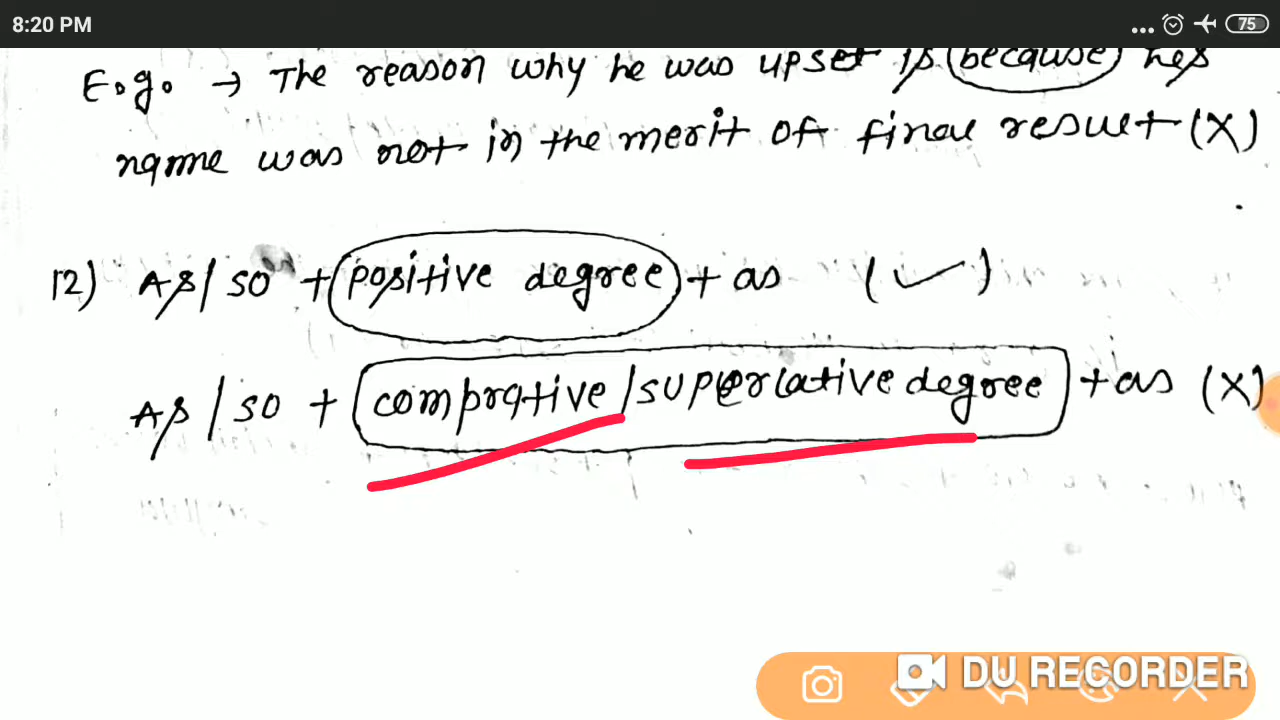 8:20 PM
... 75
E.g. → The reason why he was upset is because his
name was not in the merit of final result (X)
12) As/so + positive degree + as (✓)
As/so + comprative/superlative degree + as (X)
DU RECORDER